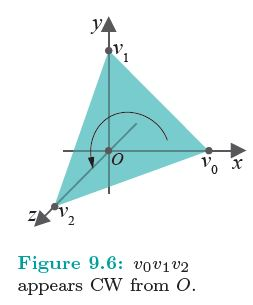 y
v1
O
v0 x
z v2
Figure 9.6: v0v1v2
appears CW from O.